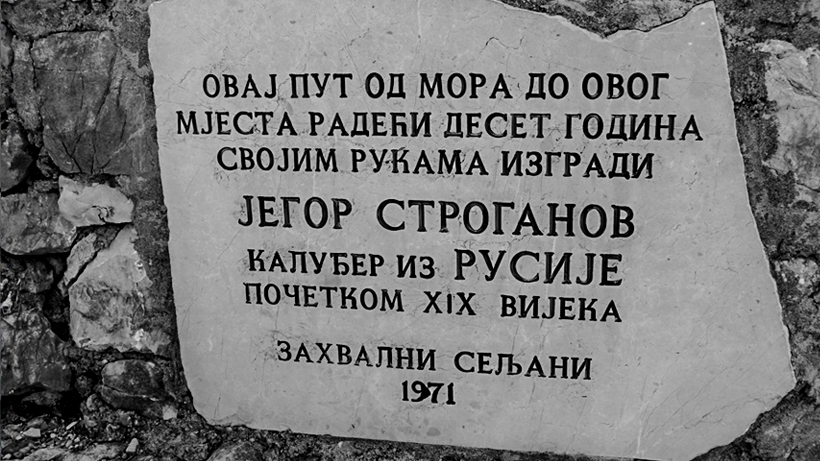 ОВАЈ ПУТ ОД МОРА ДО ОВОГ
МЈЕСТА РАДЕЋИ ДЕСЕТ ГОДИНА
СВОЈИМ РУКАМА ИЗГРАДИ
ЈЕГОР СТРОГАНОВ
КАЛУЂЕР ИЗ РУСИЈЕ
ПОЧЕТКОМ XIX ВИЈЕКА
ЗАХВАЛНИ СЕЉАНИ
1971